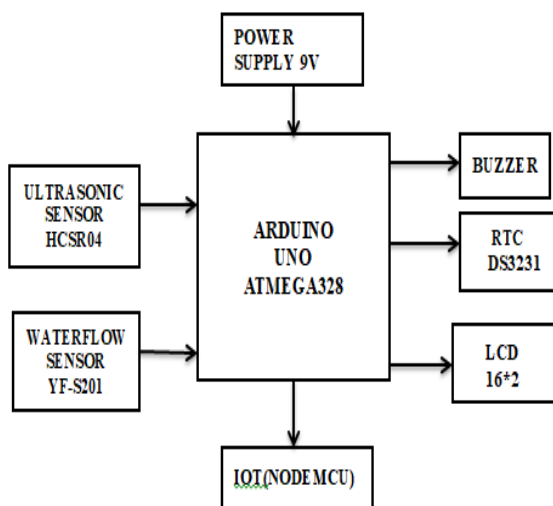 POWER
SUPPLY 9V
ULTRASONIC
SENSOR
HCSR04
WATERFLOW
SENSOR
YF-S201
ARDUINO
UNO
ATMEGA328
BUZZER
RTC
DS3231
LCD
16*2
IOT(NODEMCU)